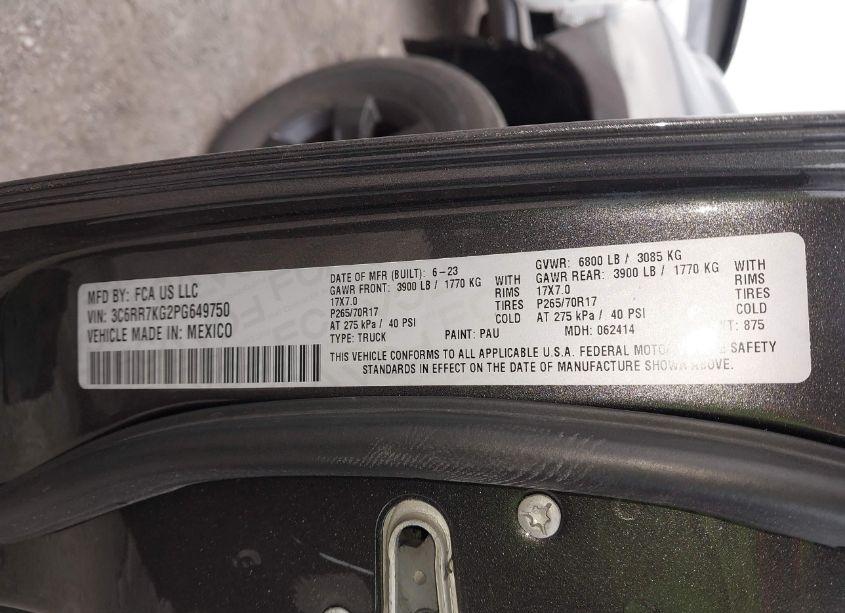 MFD BY: FCA US LLC
VIN: 3C6RR7KG2PG649750
VEHICLE MADE IN: MEXICO
DATE OF MFR (BUILT): 6-23
GAWR FRONT: 3900 LB / 1770 KG WITH
17X7.0 RIMS
P265/70R17 TIRES
AT 275 kPa / 40 PSI COLD
TYPE: TRUCK PAINT: PAU
GVWR: 6800 LB / 3085 KG
GAWR REAR: 3900 LB / 1770 KG WITH
17X7.0 RIMS
P265/70R17 TIRES
AT 275 kPa / 40 PSI COLD
MDH: 062414 T: 875
THIS VEHICLE CONFORMS TO ALL APPLICABLE U.S.A. FEDERAL SAFETY
STANDARDS IN EFFECT ON THE DATE OF MANUFACTURE SHOWN ABOVE.